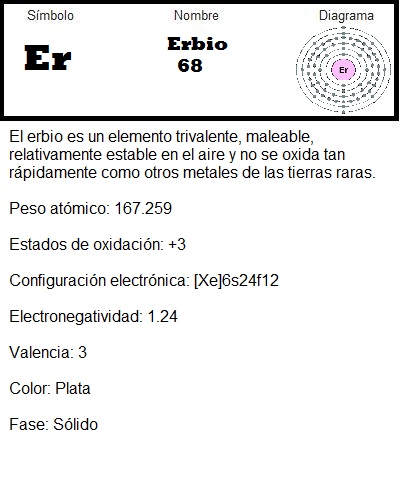 Símbolo Nombre Diagrama
Er Erbio Er
68
El erbio es un elemento trivalente, maleable,
relativamente estable en el aire y no se oxida tan
rápidamente como otros metales de las tierras raras.
Peso atómico: 167.259
Estados de oxidación: +3
Configuración electrónica: [Xe]6s24f12
Electronegatividad: 1.24
Valencia: 3
Color: Plata
Fase: Sólido